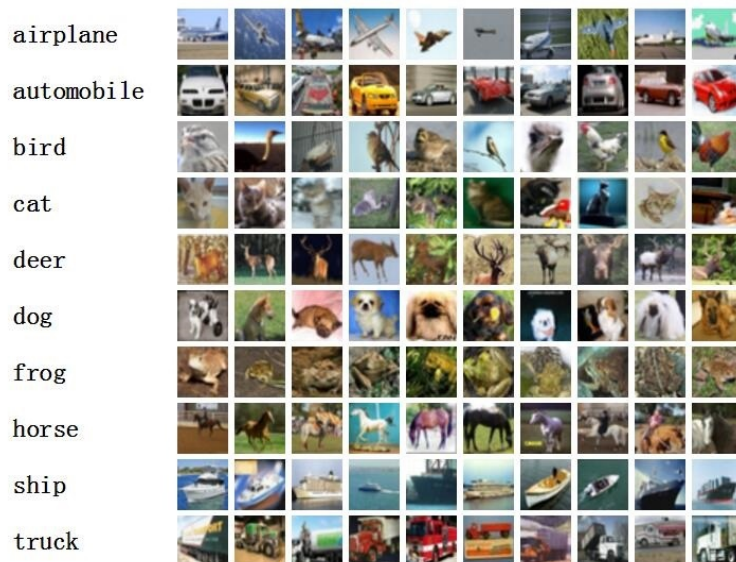 airplane
automobile
bird
cat
deer
dog
frog
horse
ship
truck